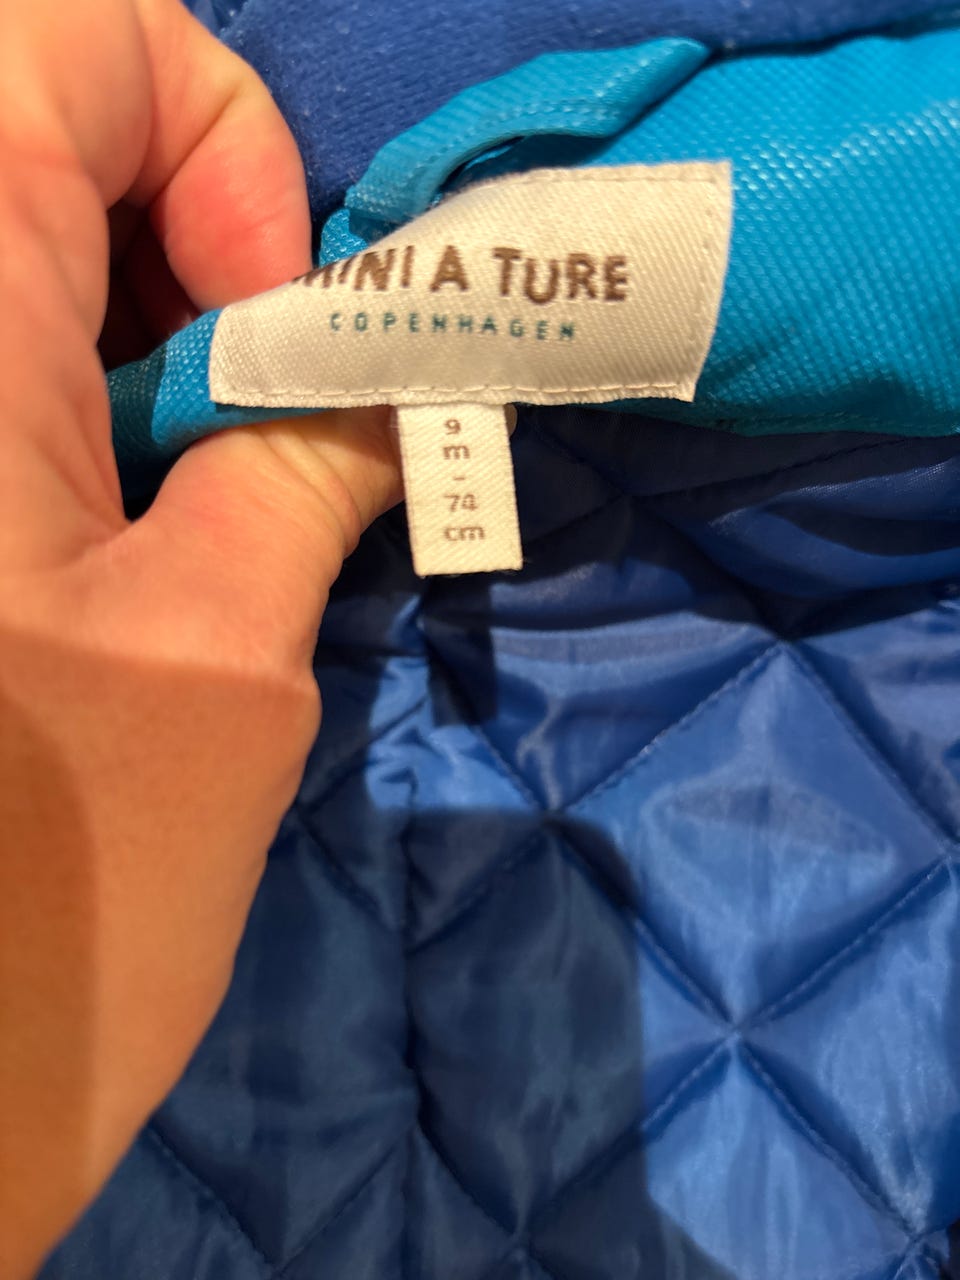 MINI A TURE
COPENHAGEN
9
m
-
74
cm